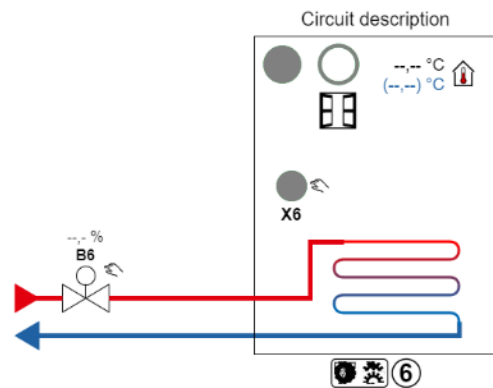 Circuit description
--,-- °C
(--,--) °C
X6
--,- %
B6
6